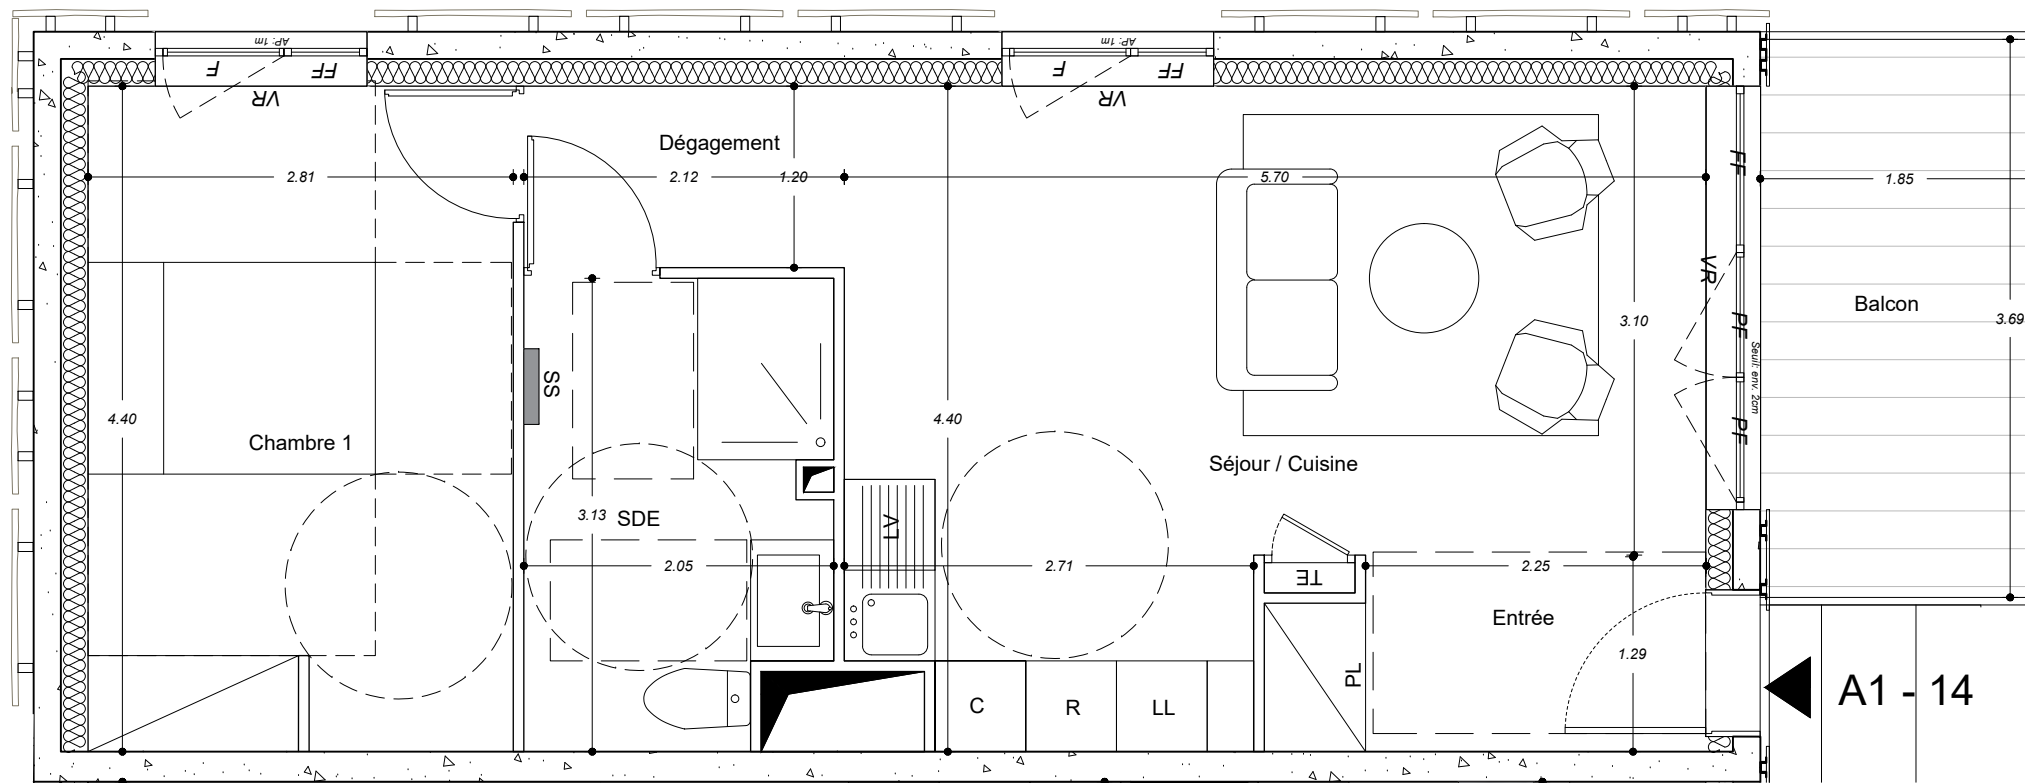 AP: 1m
AP: 1m
F
FF
F
FF
VR
VR
Dégagement
FF
2.81
2.12
1.20
5.70
1.85
VR
Balcon
3.10
PF
3.69
Seuil: env. 2cm
SS
4.40
4.40
PF
Chambre 1
Séjour / Cuisine
3.13
SDE
LV
2.05
2.71
TE
2.25
Entrée
1.29
PL
A1 - 14
C
R
LL